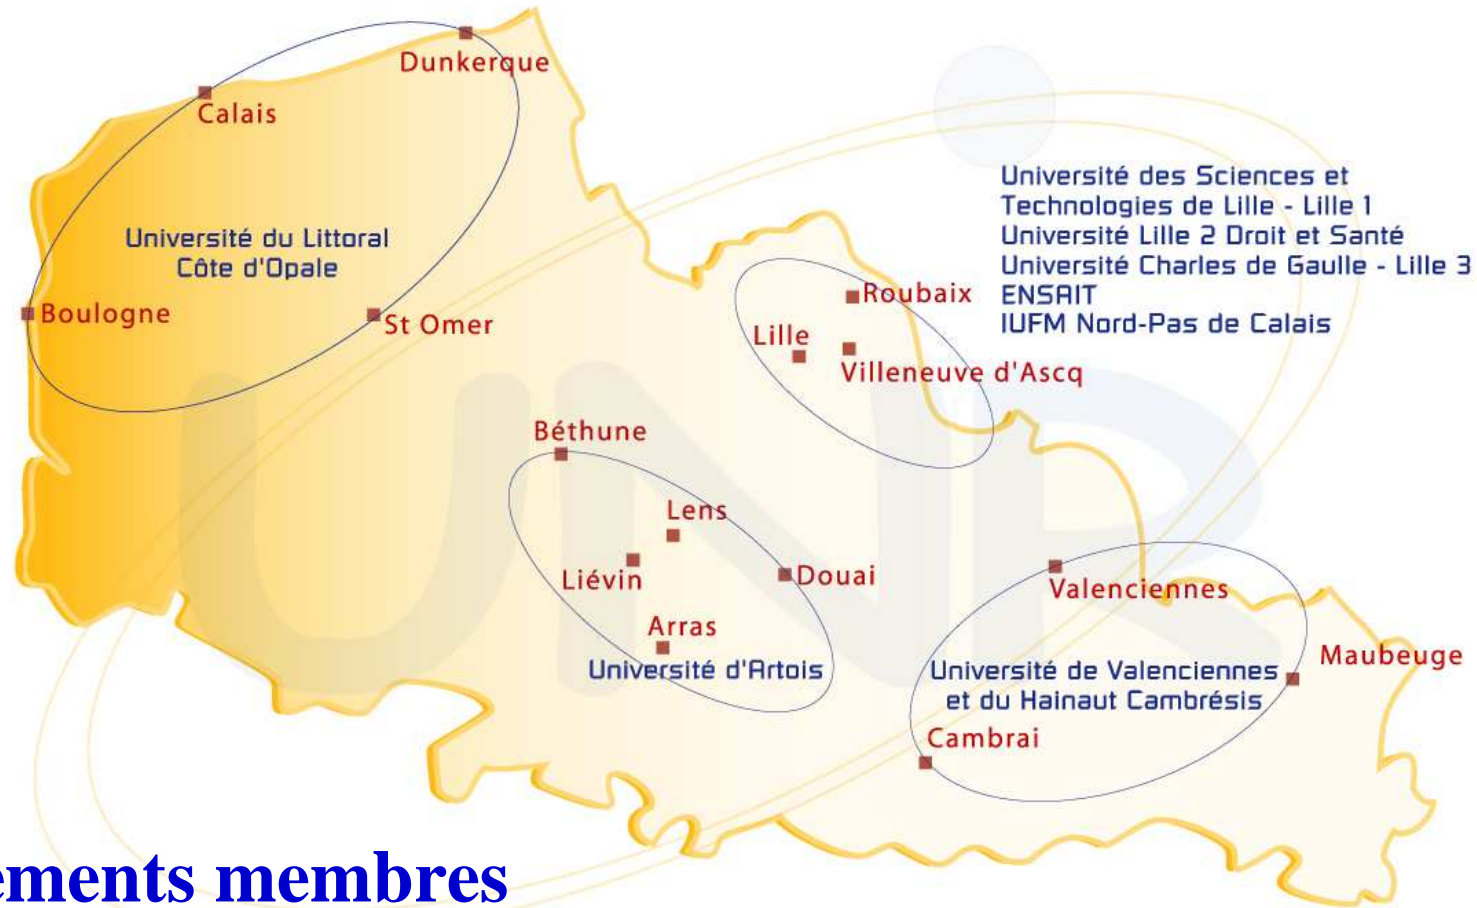 Dunkerque
Calais
Université des Sciences et
Technologies de Lille - Lille 1
Université Lille 2 Droit et Santé
Université Charles de Gaulle - Lille 3
ENSAIT
IUFM Nord-Pas de Calais
Université du Littoral
Côte d'Opale
Boulogne
St Omer
Roubaix
Lille
Villeneuve d'Ascq
Béthune
Lens
Liévin
Douai
Arras
Université d'Artois
Valenciennes
Maubeuge
Université de Valenciennes
et du Hainaut Cambrésis
Cambrai
UNR
ements membres